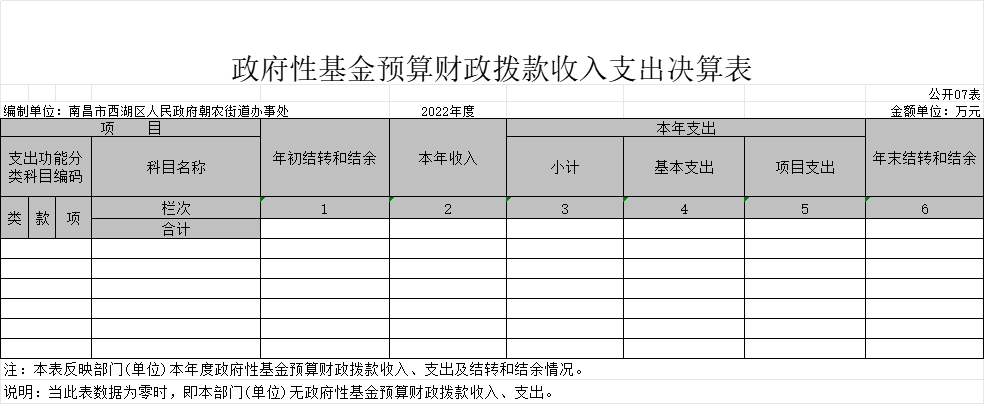 政府性基金预算财政拨款收入支出决算表
公开07表
编制单位：南昌市西湖区人民政府朝农街道办事处 2022年度 金额单位：万元
项 目 年初结转和结余 本年收入 本年支出 年末结转和结余
支出功能分类科目编码 科目名称 小计 基本支出 项目支出
类 款 项 栏次 1 2 3 4 5 6
合计
注：本表反映部门(单位)本年度政府性基金预算财政拨款收入、支出及结转和结余情况。
说明：当此表数据为零时，即本部门(单位)无政府性基金预算财政拨款收入、支出。